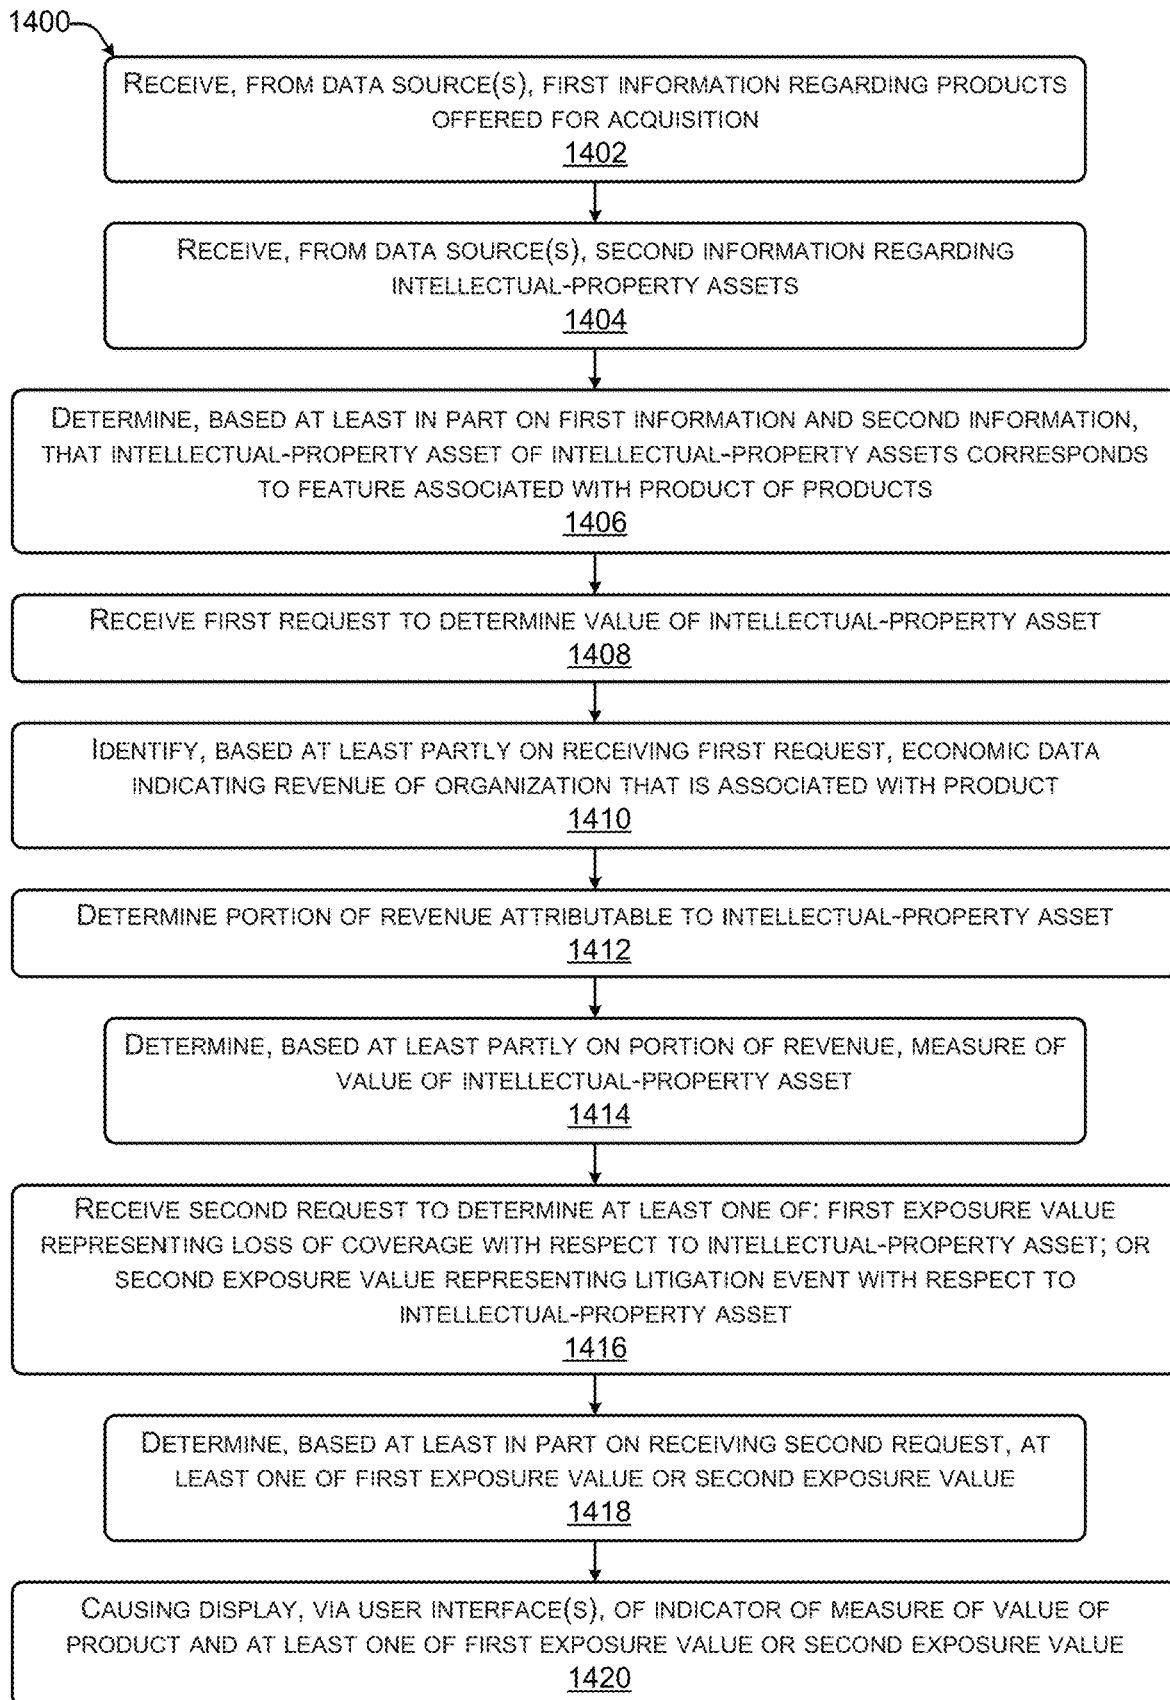 1400
RECEIVE, FROM DATA SOURCE(S), FIRST INFORMATION REGARDING PRODUCTS
OFFERED FOR ACQUISITION
1402
RECEIVE, FROM DATA SOURCE(S), SECOND INFORMATION REGARDING
INTELLECTUAL-PROPERTY ASSETS
1404
DETERMINE, BASED AT LEAST IN PART ON FIRST INFORMATION AND SECOND INFORMATION,
THAT INTELLECTUAL-PROPERTY ASSET OF INTELLECTUAL-PROPERTY ASSETS CORRESPONDS
TO FEATURE ASSOCIATED WITH PRODUCT OF PRODUCTS
1406
RECEIVE FIRST REQUEST TO DETERMINE VALUE OF INTELLECTUAL-PROPERTY ASSET
1408
IDENTIFY, BASED AT LEAST PARTLY ON RECEIVING FIRST REQUEST, ECONOMIC DATA
INDICATING REVENUE OF ORGANIZATION THAT IS ASSOCIATED WITH PRODUCT
1410
DETERMINE PORTION OF REVENUE ATTRIBUTABLE TO INTELLECTUAL-PROPERTY ASSET
1412
DETERMINE, BASED AT LEAST PARTLY ON PORTION OF REVENUE, MEASURE OF
VALUE OF INTELLECTUAL-PROPERTY ASSET
1414
RECEIVE SECOND REQUEST TO DETERMINE AT LEAST ONE OF: FIRST EXPOSURE VALUE
REPRESENTING LOSS OF COVERAGE WITH RESPECT TO INTELLECTUAL-PROPERTY ASSET; OR
SECOND EXPOSURE VALUE REPRESENTING LITIGATION EVENT WITH RESPECT TO
INTELLECTUAL-PROPERTY ASSET
1416
DETERMINE, BASED AT LEAST IN PART ON RECEIVING SECOND REQUEST, AT
LEAST ONE OF FIRST EXPOSURE VALUE OR SECOND EXPOSURE VALUE
1418
CAUSING DISPLAY, VIA USER INTERFACE(S), OF INDICATOR OF MEASURE OF VALUE OF
PRODUCT AND AT LEAST ONE OF FIRST EXPOSURE VALUE OR SECOND EXPOSURE VALUE
1420